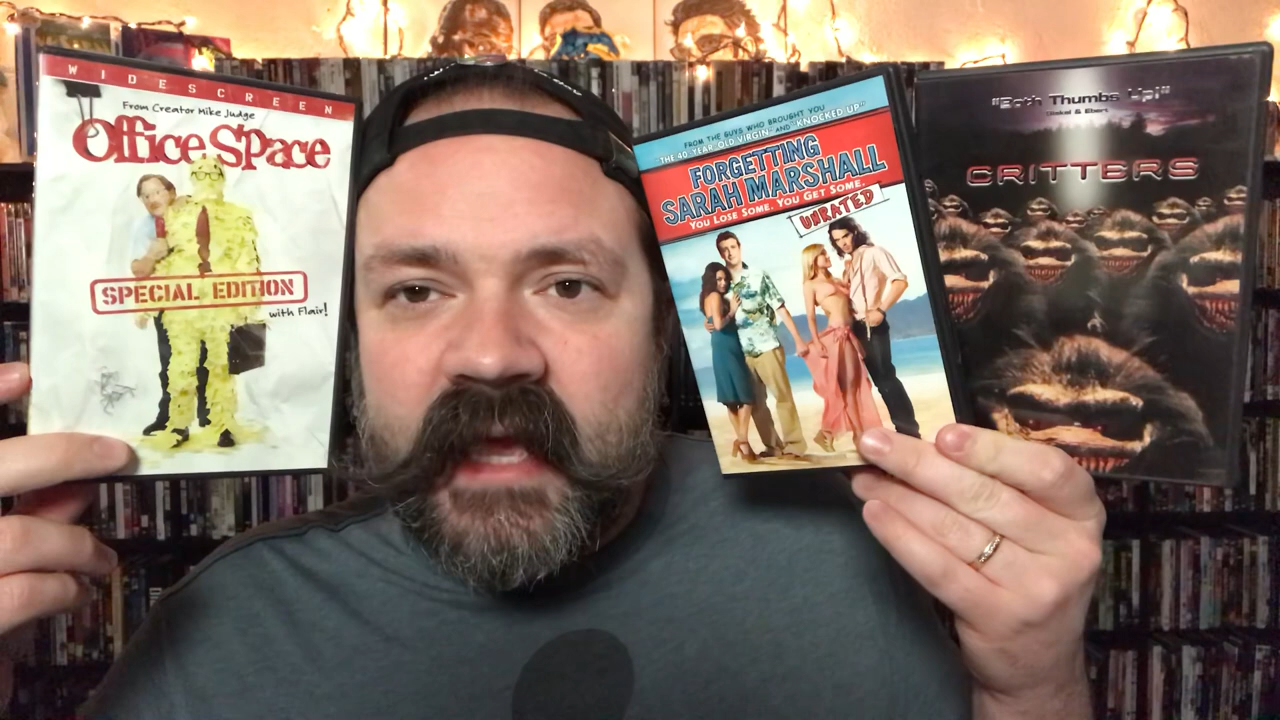 WIDESCREEN
From Creator Mike Judge
Office Space
SPECIAL EDITION
with Flair!
FROM THE GUYS WHO BROUGHT YOU
"THE 40-YEAR-OLD VIRGIN" AND "KNOCKED UP"
FORGETTING
SARAH MARSHALL
YOU LOSE SOME. YOU GET SOME.
UNRATED
"Both Thumbs Up!"
Siskel & Ebert
CRITTERS